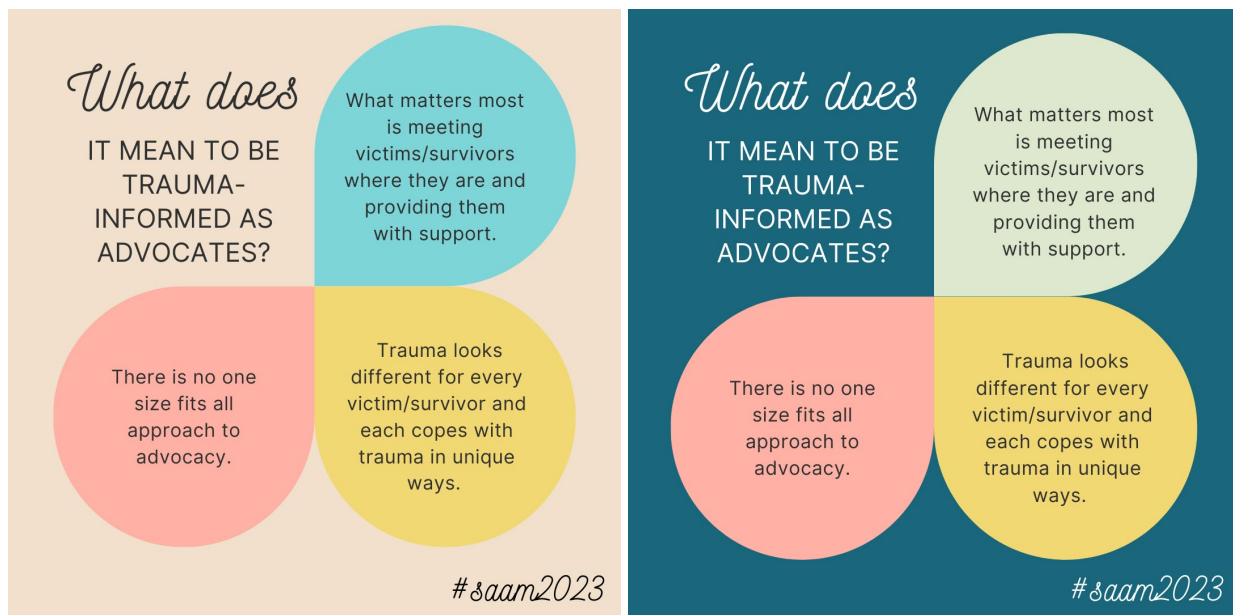 What does
IT MEAN TO BE
TRAUMA-
INFORMED AS
ADVOCATES?
What matters most
is meeting
victims/survivors
where they are and
providing them
with support.
There is no one
size fits all
approach to
advocacy.
Trauma looks
different for every
victim/survivor and
each copes with
trauma in unique
ways.
#saam2023
What does
IT MEAN TO BE
TRAUMA-
INFORMED AS
ADVOCATES?
What matters most
is meeting
victims/survivors
where they are and
providing them
with support.
There is no one
size fits all
approach to
advocacy.
Trauma looks
different for every
victim/survivor and
each copes with
trauma in unique
ways.
#saam2023